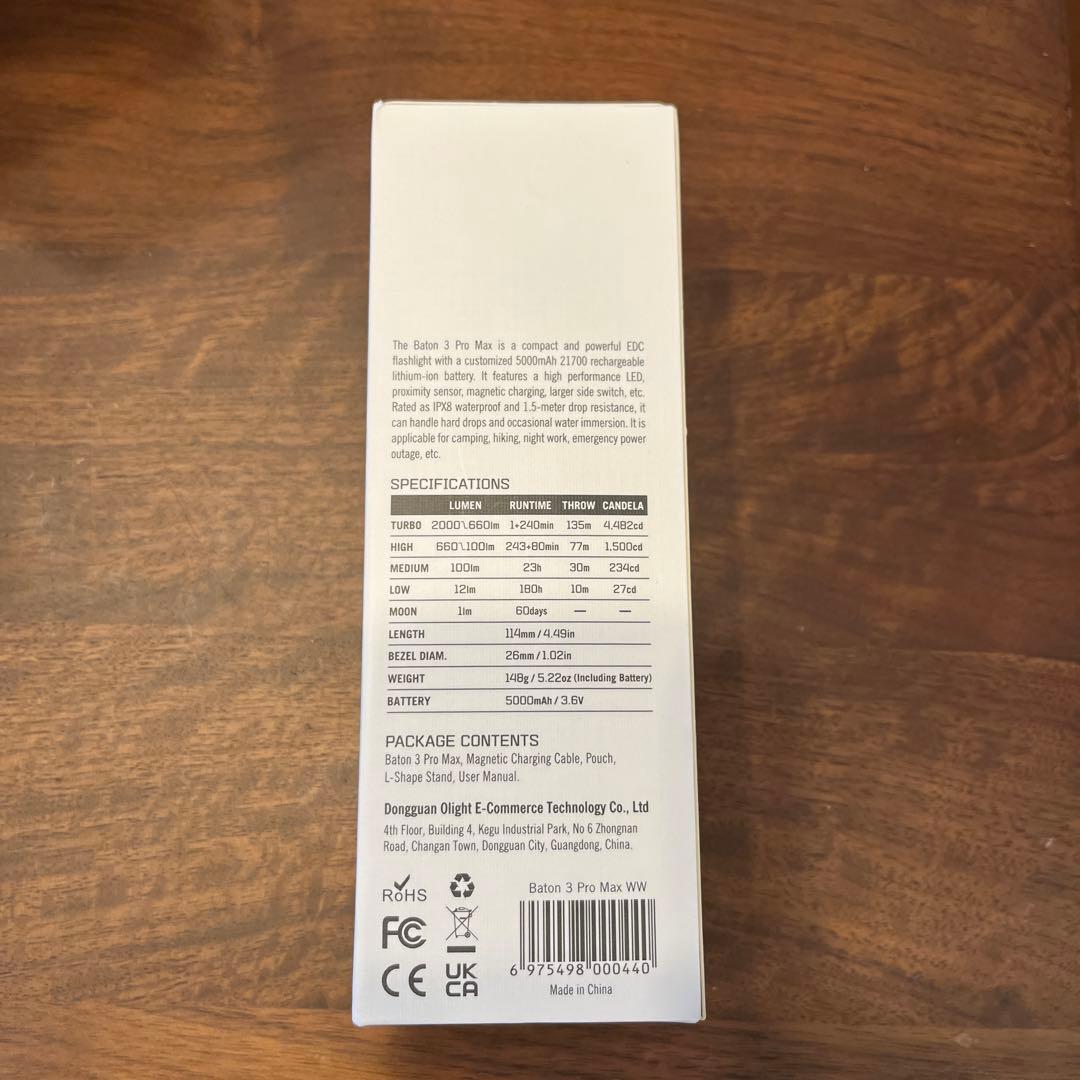 The Baton 3 Pro Max is a compact and powerful EDC
flashlight with a customized 5000mAh 21700 rechargeable
lithium-ion battery. It features a high performance LED,
proximity sensor, magnetic charging, larger side switch, etc.
Rated as IPX8 waterproof and 1.5-meter drop resistance, it
can handle hard drops and occasional water immersion. It is
applicable for camping, hiking, night work, emergency power
outage, etc.
SPECIFICATIONS
LUMEN RUNTIME THROW CANDELA
TURBO 2000\660lm 1+240min 135m 4,482cd
HIGH 660\100lm 243+80min 77m 1,500cd
MEDIUM 100lm 23h 30m 234cd
LOW 12lm 180h 10m 27cd
MOON 1lm 60days — —
LENGTH 114mm / 4.49in
BEZEL DIAM. 26mm / 1.02in
WEIGHT 148g / 5.22oz (Including Battery)
BATTERY 5000mAh / 3.6V
PACKAGE CONTENTS
Baton 3 Pro Max, Magnetic Charging Cable, Pouch,
L-Shape Stand, User Manual.
Dongguan Olight E-Commerce Technology Co., Ltd
4th Floor, Building 4, Kegu Industrial Park, No 6 Zhongnan
Road, Changan Town, Dongguan City, Guangdong, China.
RoHS
FC
CE
UK
CA
Baton 3 Pro Max WW
6 975498 000440
Made in China